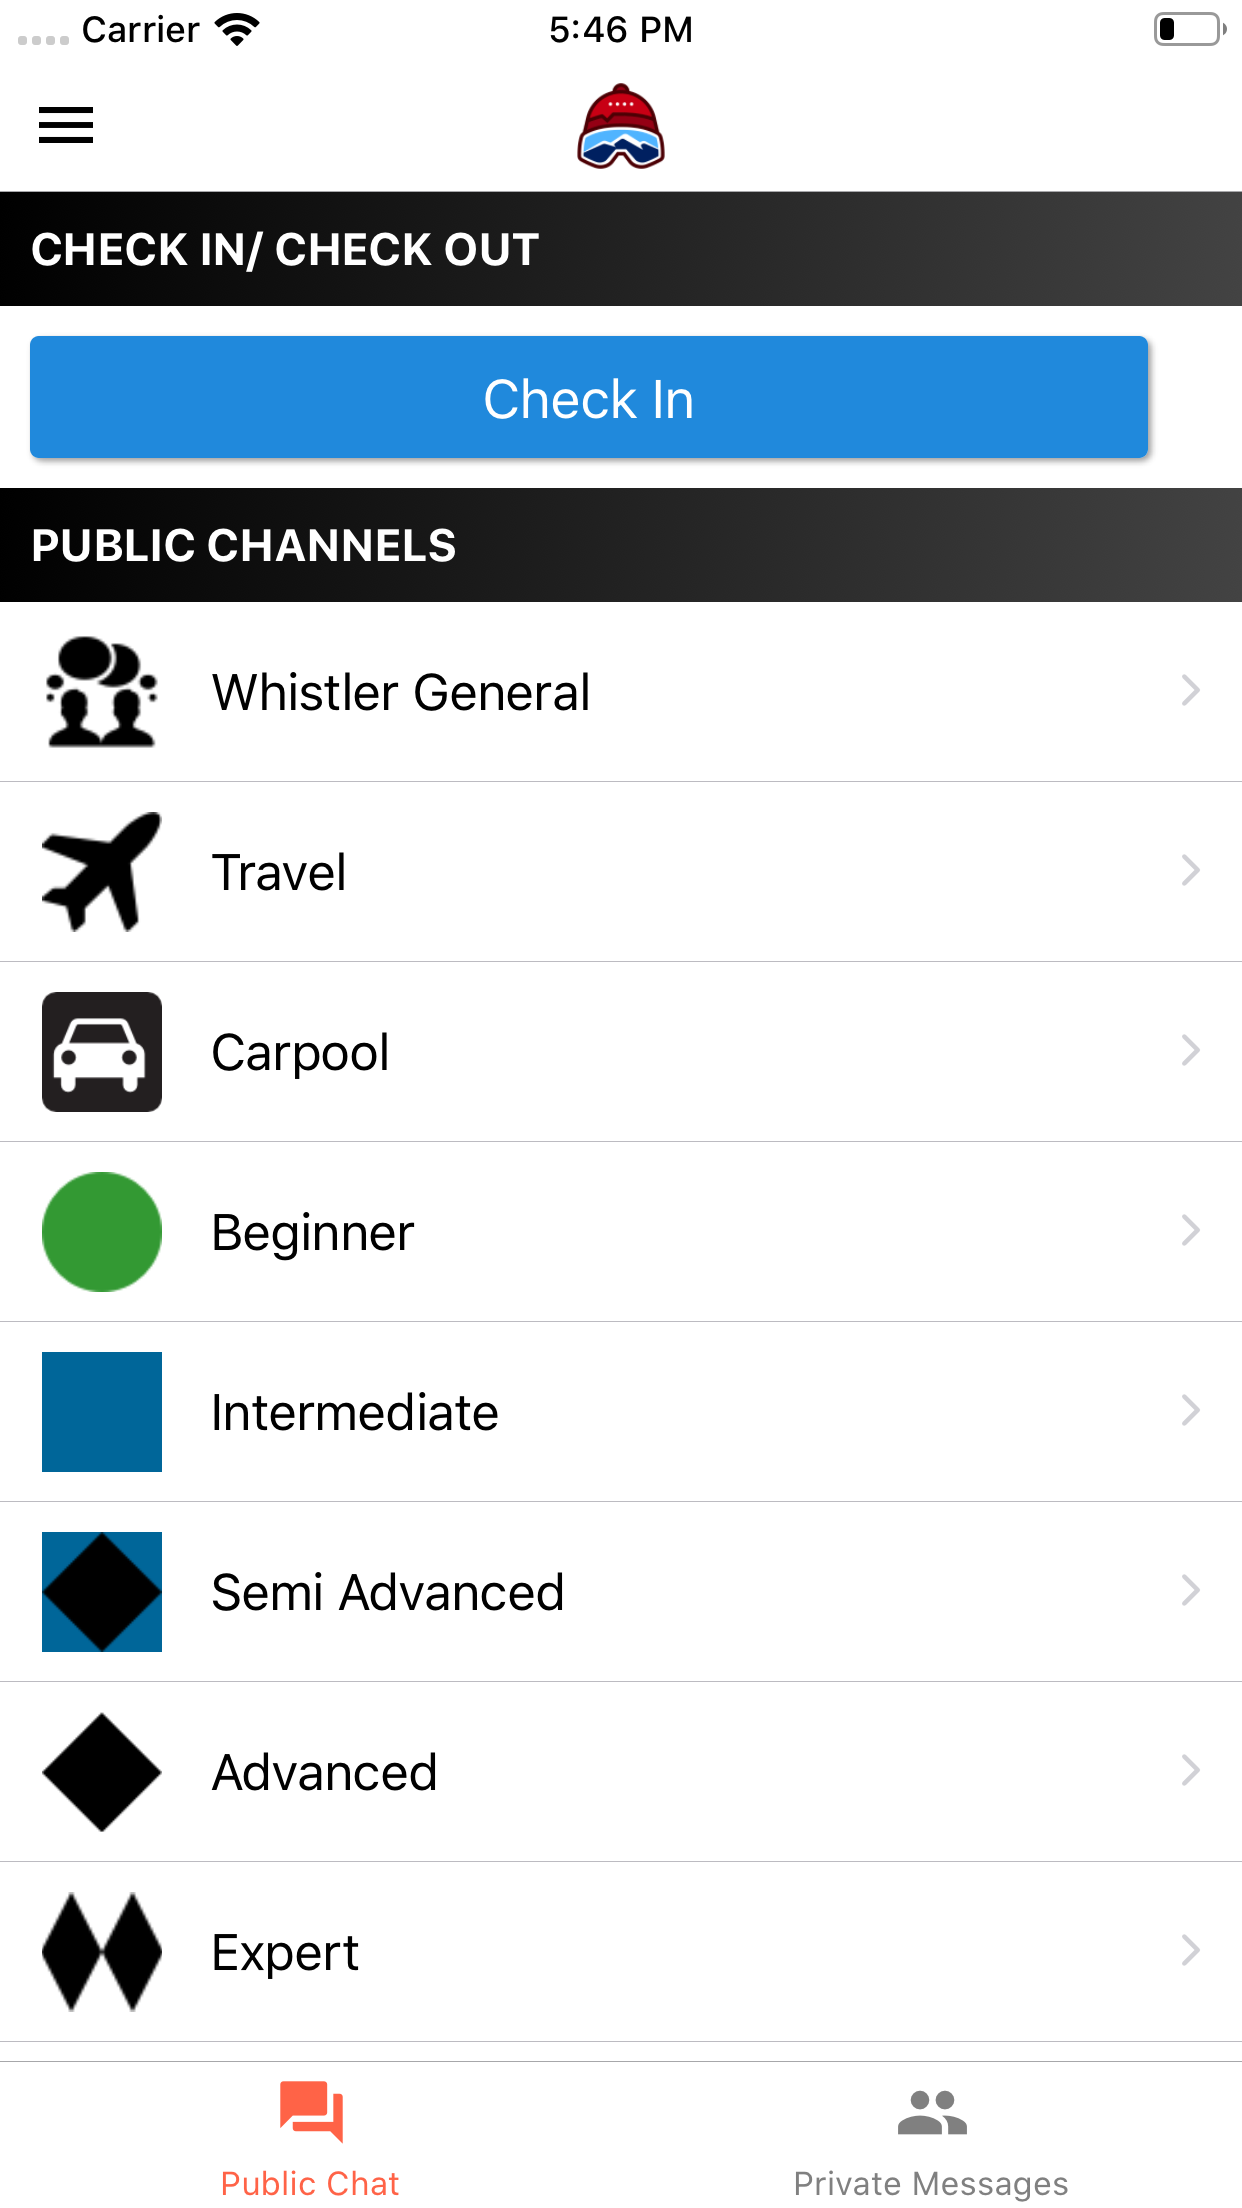 Carrier 5:46 PM
CHECK IN/ CHECK OUT
Check In
PUBLIC CHANNELS
Whistler General
Travel
Carpool
Beginner
Intermediate
Semi Advanced
Advanced
Expert
Public Chat Private Messages